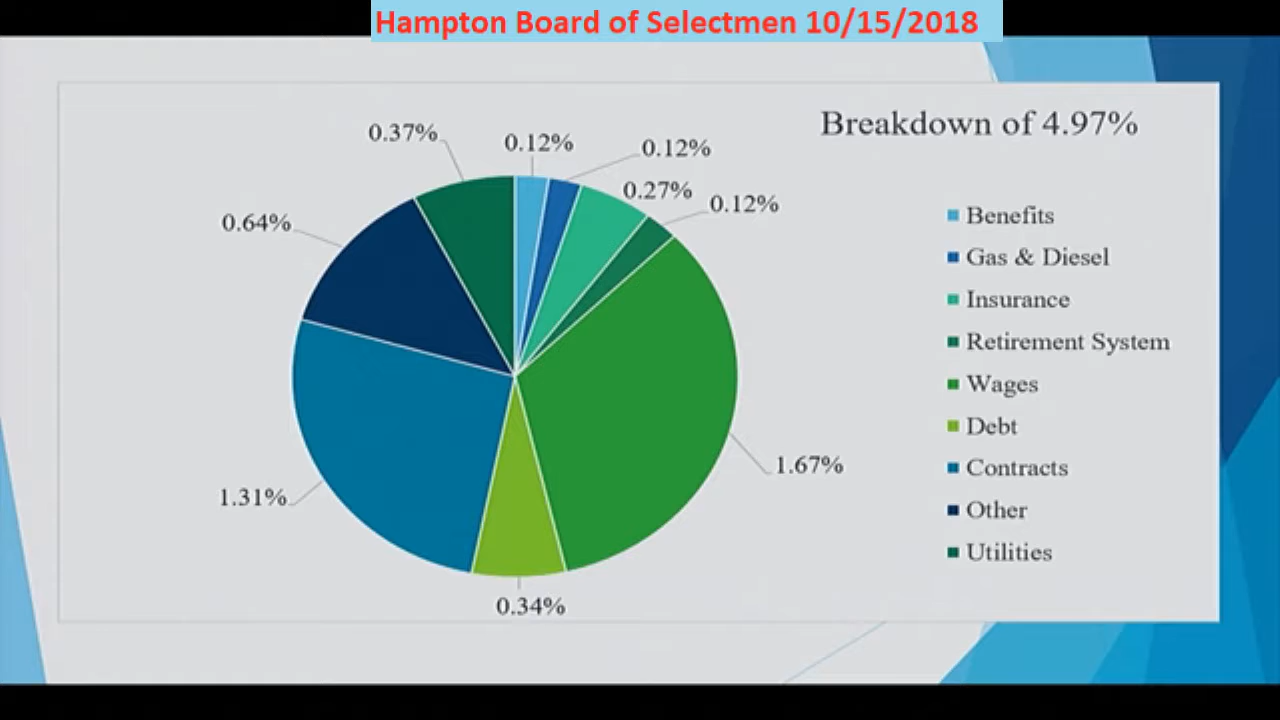 Hampton Board of Selectmen 10/15/2018
Breakdown of 4.97%
0.37%
0.12%
0.12%
0.27%
0.12%
0.64%
1.67%
1.31%
0.34%
Benefits
Gas & Diesel
Insurance
Retirement System
Wages
Debt
Contracts
Other
Utilities